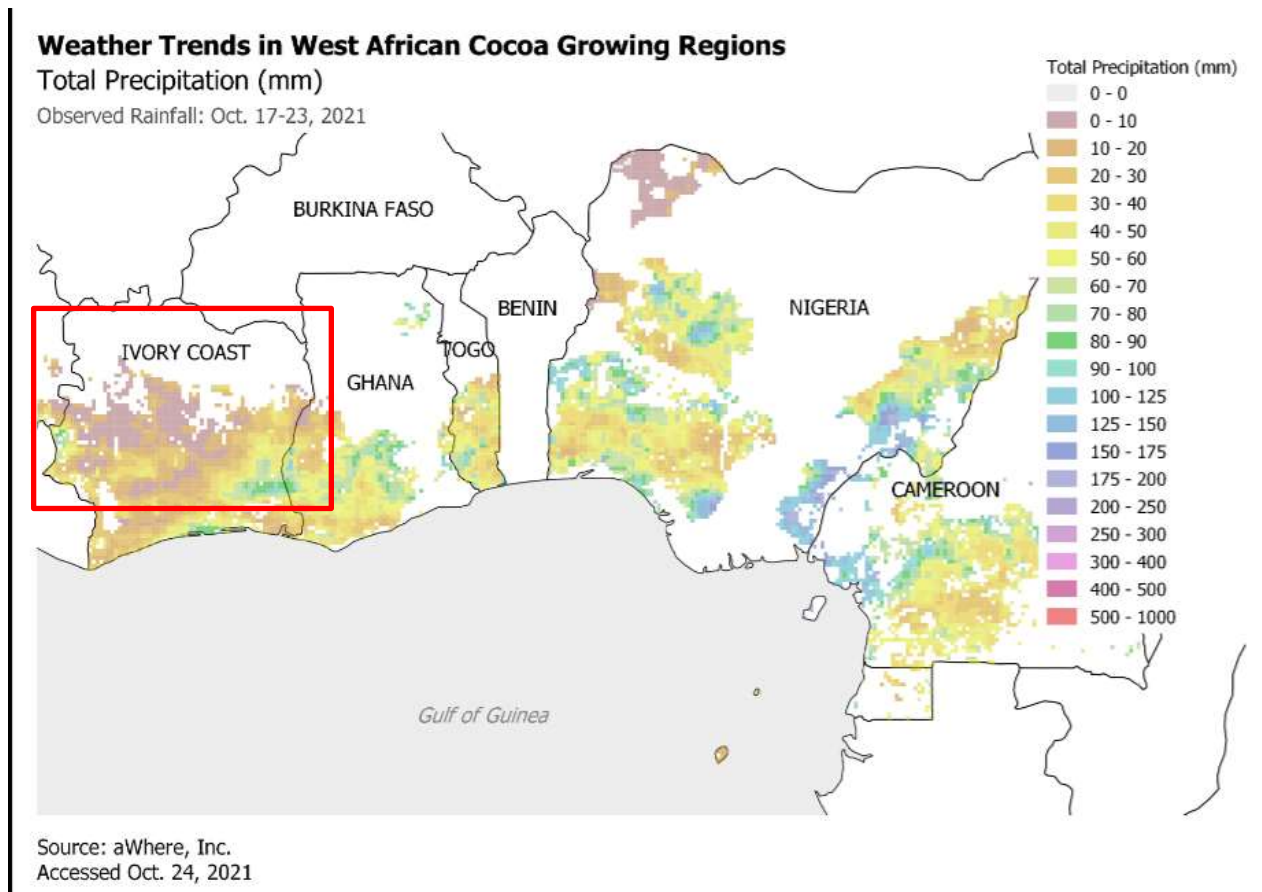 Weather Trends in West African Cocoa Growing Regions
Total Precipitation (mm)
Observed Rainfall: Oct. 17-23, 2021
Total Precipitation (mm)
0 - 0
0 - 10
10 - 20
20 - 30
30 - 40
40 - 50
50 - 60
60 - 70
70 - 80
80 - 90
90 - 100
100 - 125
125 - 150
150 - 175
175 - 200
200 - 250
250 - 300
300 - 400
400 - 500
500 - 1000
BURKINA FASO
BENIN
NIGERIA
IVORY COAST
TOGO
GHANA
CAMEROON
Gulf of Guinea
Source: aWhere, Inc.
Accessed Oct. 24, 2021